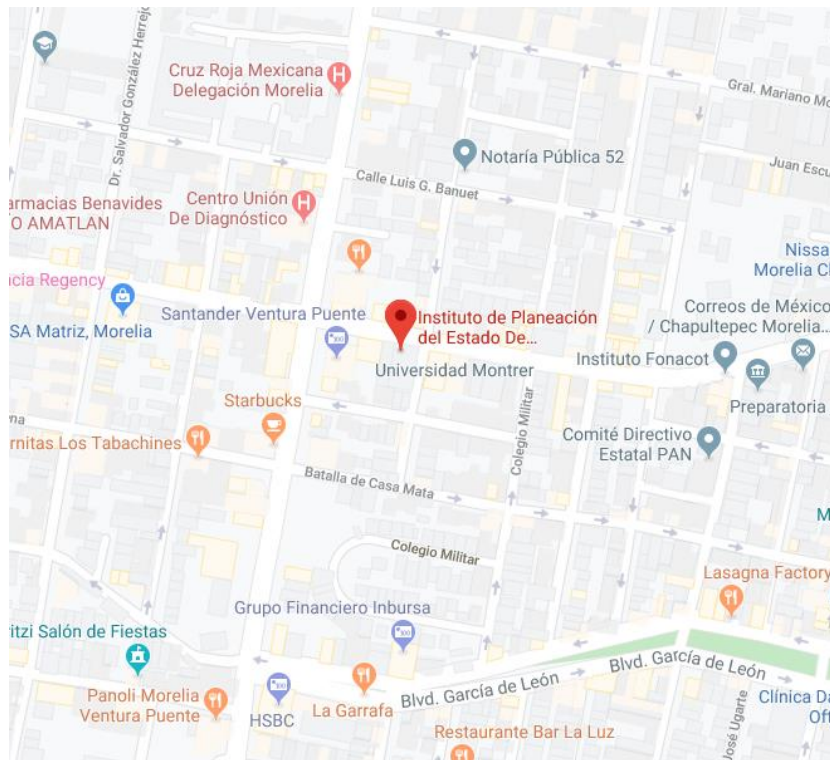 Dr. Salvador González Herrejó
Cruz Roja Mexicana
Delegación Morelia
Gral. Mariano Mo
Notaría Pública 52
Juan Escu
Calle Luis G. Banuet
armacias Benavides
O AMATLAN
Centro Unión
De Diagnóstico
Nissa
Morelia Cl
cia Regency
SA Matriz, Morelia
Santander Ventura Puente
Instituto de Planeación
del Estado De...
Correos de México
/ Chapultepec Morelia...
Universidad Montrer
Instituto Fonacot
Preparatoria
Starbucks
na
rnitas Los Tabachines
Colegio Militar
Comité Directivo
Estatal PAN
Batalla de Casa Mata
M
Colegio Militar
Lasagna Factory
Grupo Financiero Inbursa
ritzi Salón de Fiestas
Blvd. García de León
Panoli Morelia
Ventura Puente
HSBC
La Garrafa
Blvd. García de León
Clínica Da
Oft
José Ugarte
Restaurante Bar La Luz